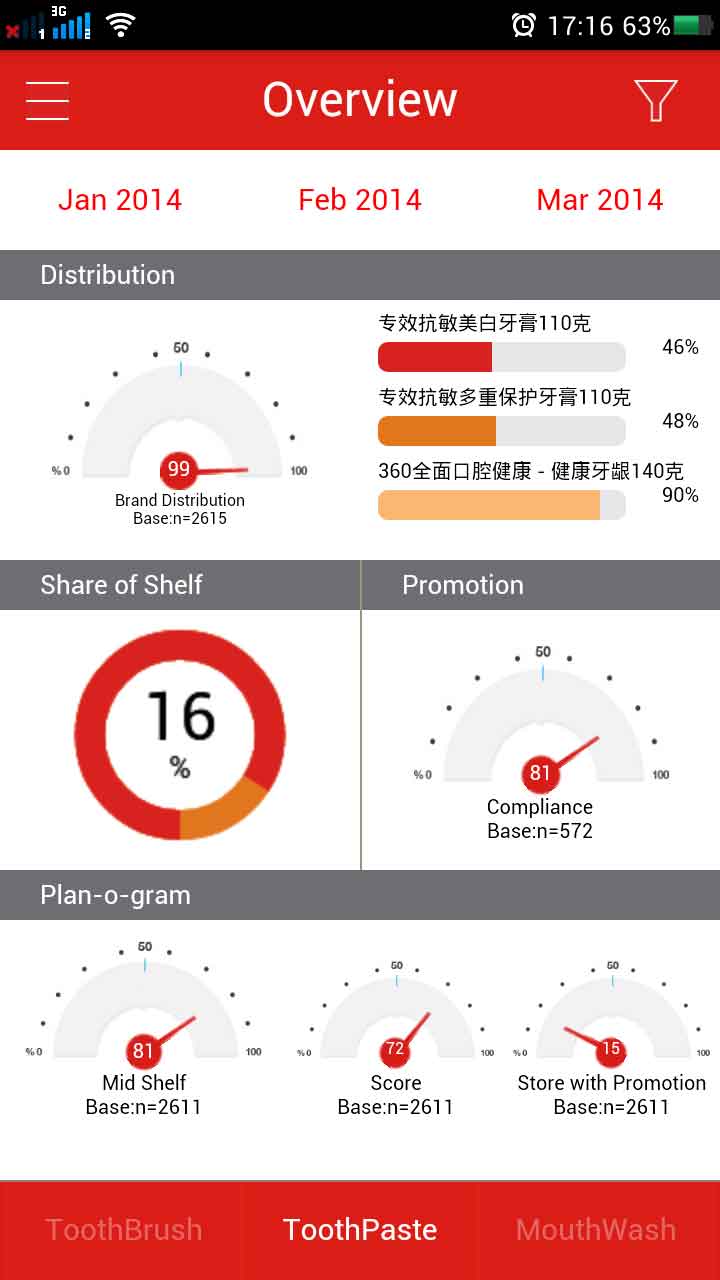 3G
1 2 17:16 63%
Overview
Jan 2014 Feb 2014 Mar 2014
Distribution
50
% 0 99 100
Brand Distribution
Base:n=2615
专效抗敏美白牙膏110克
46%
专效抗敏多重保护牙膏110克
48%
360全面口腔健康 - 健康牙龄140克
90%
Share of Shelf
16
%
Promotion
50
% 0 81 100
Compliance
Base:n=572
Plan-o-gram
50
% 0 81 100
Mid Shelf
Base:n=2611
50
% 0 72 100
Score
Base:n=2611
50
% 0 15 100
Store with Promotion
Base:n=2611
ToothBrush ToothPaste MouthWash